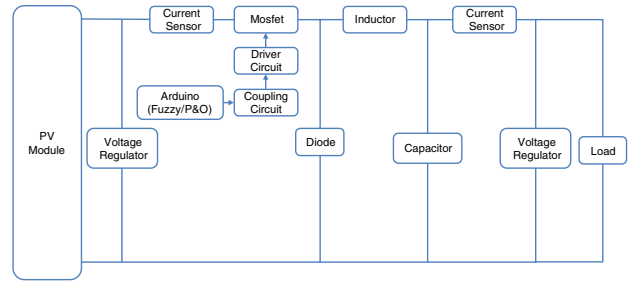 Current
Sensor
Mosfet
Inductor
Current
Sensor
Driver
Circuit
Arduino
(Fuzzy/P&O)
Coupling
Circuit
PV
Module
Voltage
Regulator
Diode
Capacitor
Voltage
Regulator
Load